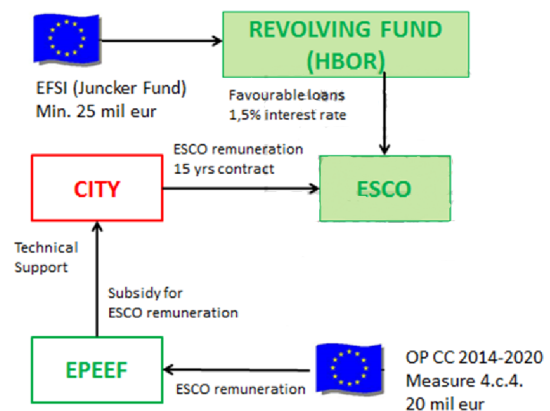 REVOLVING FUND
(HBOR)
EFSI (Juncker Fund)
Min. 25 mil eur
Favourable loans
1,5% interest rate
ESCO remuneration
15 yrs contract
CITY
ESCO
Technical
Support
Subsidy for
ESCO remuneration
EPEEF
ESCO remuneration
OP CC 2014-2020
Measure 4.c.4.
20 mil eur